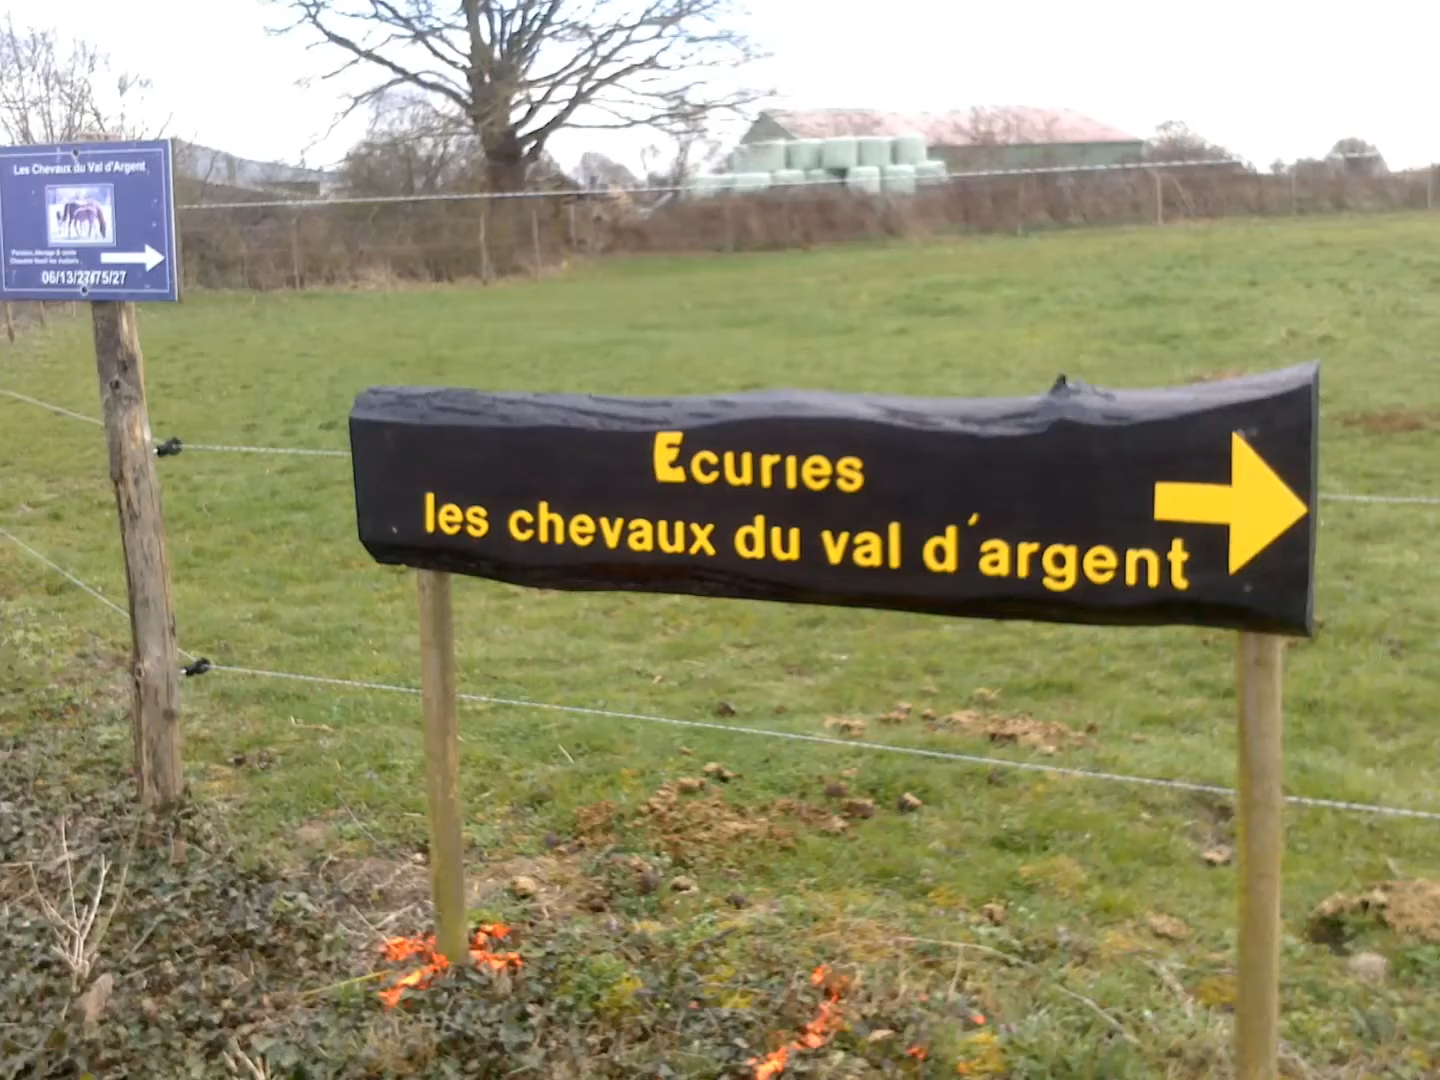 Les Chevaux du Val d'Argent
06/13/27/75/27
Ecuries
les chevaux du val d'argent